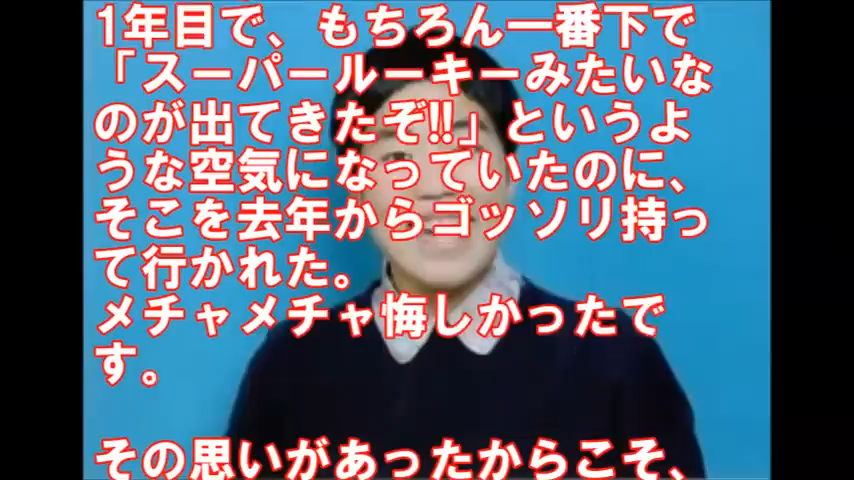 1年目で、もちろん一番下で
「スーパールーキーみたいな
のが出てきたぞ!!」というよ
うな空気になっていたのに、
そこを去年からゴッソリ持っ
て行かれた。
メチャメチャ悔しかったで
す。
その思いがあったからこそ、